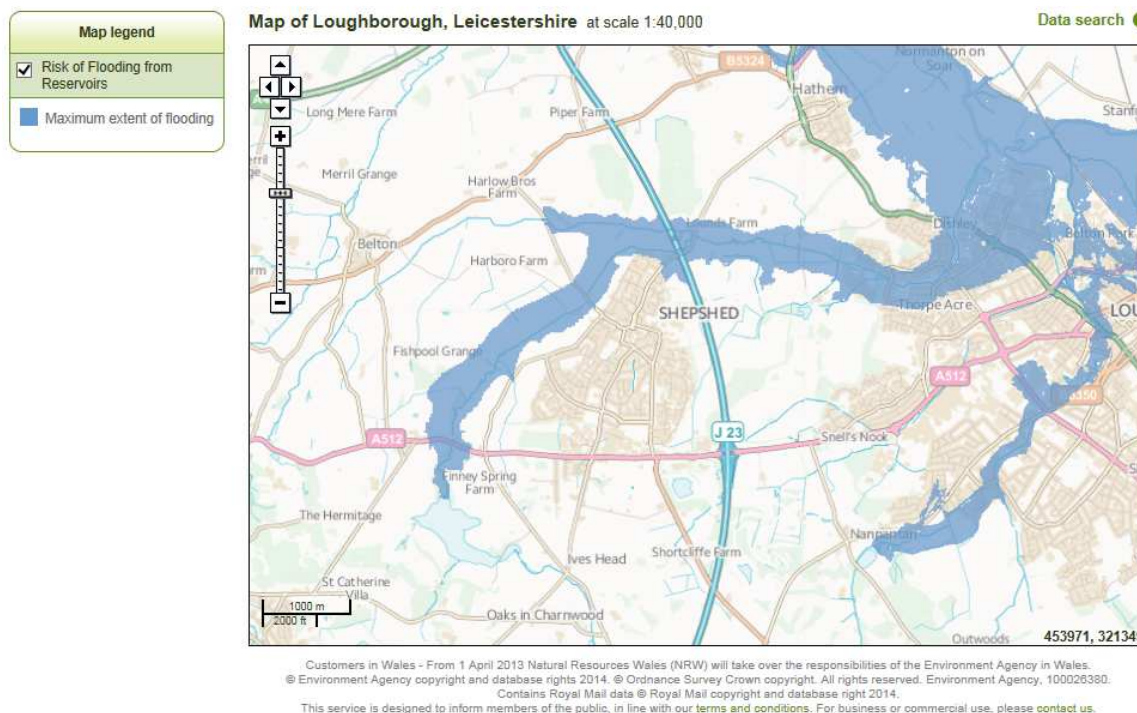 Map legend
Risk of Flooding from
Reservoirs
Maximum extent of flooding
Map of Loughborough, Leicestershire at scale 1:40,000
Data search
Normanton on
Soar
B5324
Hathern
Long Mere Farm
Piper Farm
Stanf
Merril Grange
Harlow Bros
Farm
Lounds Farm
Dishley
Belton Park
Belton
Harboro Farm
Thorpe Acre
LOU
SHEPSHED
Fishpool Grange
A512
B350
J 23
A512
Snell's Nook
Finney Spring
Farm
The Hermitage
Nanpantan
Ives Head
Shortcliffe Farm
St Catherine
Villa
1000 m
2000 ft
Oaks in Charnwood
Outwoods
453971, 321349
Customers in Wales - From 1 April 2013 Natural Resources Wales (NRW) will take over the responsibilities of the Environment Agency in Wales.
© Environment Agency copyright and database rights 2014. © Ordnance Survey Crown copyright. All rights reserved. Environment Agency, 100026380.
Contains Royal Mail data © Royal Mail copyright and database right 2014.
This service is designed to inform members of the public, in line with our terms and conditions. For business or commercial use, please contact us.